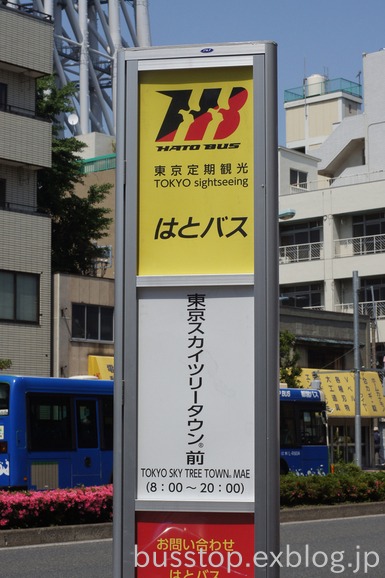 HATO BUS
東京定期観光
TOKYO sightseeing
はとバス
東京スカイツリータウン®前
TOKYO SKY TREE TOWN® MAE
(8：00〜20：00)
お問い合わせ
はとバス
busstop.exblog.jp